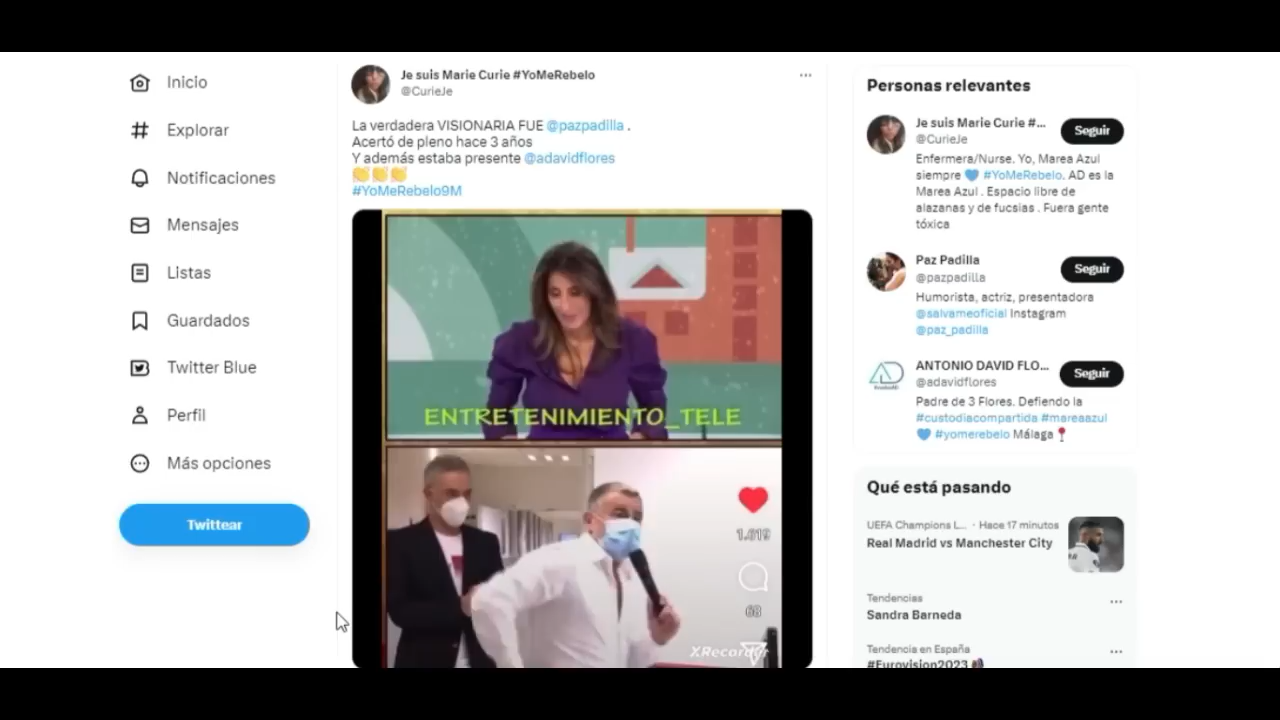 Inicio
Explorar
Notificaciones
Mensajes
Listas
Guardados
Twitter Blue
Perfil
Más opciones
Twittear
Je suis Marie Curie #YoMeRebelo
@CurieJe
La verdadera VISIONARIA FUE @pazpadilla .
Acertó de pleno hace 3 años
Y además estaba presente @adavidflores
👏👏👏
#YoMeRebelo9M
ENTRETENIMIENTO_TELE
1.619
68
XRecorder
Personas relevantes
Je suis Marie Curie #...
@CurieJe
Seguir
Enfermera/Nurse. Yo, Marea Azul
siempre 💙 #YoMeRebelo. AD es la
Marea Azul . Espacio libre de
alazanas y de fucsias . Fuera gente
tóxica
Paz Padilla
@pazpadilla
Seguir
Humorista, actriz, presentadora
@salvameoficial Instagram
@paz_padilla
ANTONIO DAVID FLO...
@adavidflores
Seguir
Padre de 3 Flores. Defiendo la
#custodiacompartida #mareaazul
💙 #yomerebelo Málaga📍
Qué está pasando
UEFA Champions L... · Hace 17 minutos
Real Madrid vs Manchester City
Tendencias
Sandra Barneda
Tendencia en España
#Eurovision2023